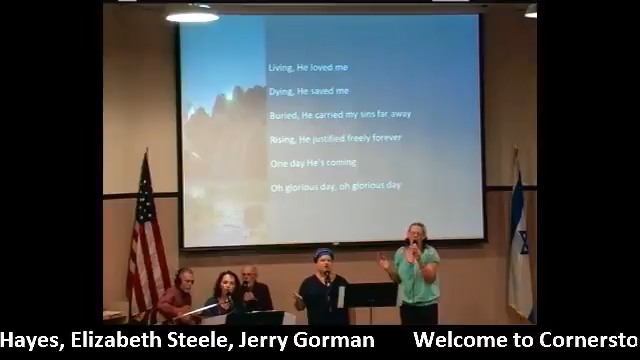 Living, He loved me
Dying, He saved me
Buried, He carried my sins far away
Rising, He justified freely forever
One day He's coming
Oh glorious day, oh glorious day
Hayes, Elizabeth Steele, Jerry Gorman Welcome to Cornersto